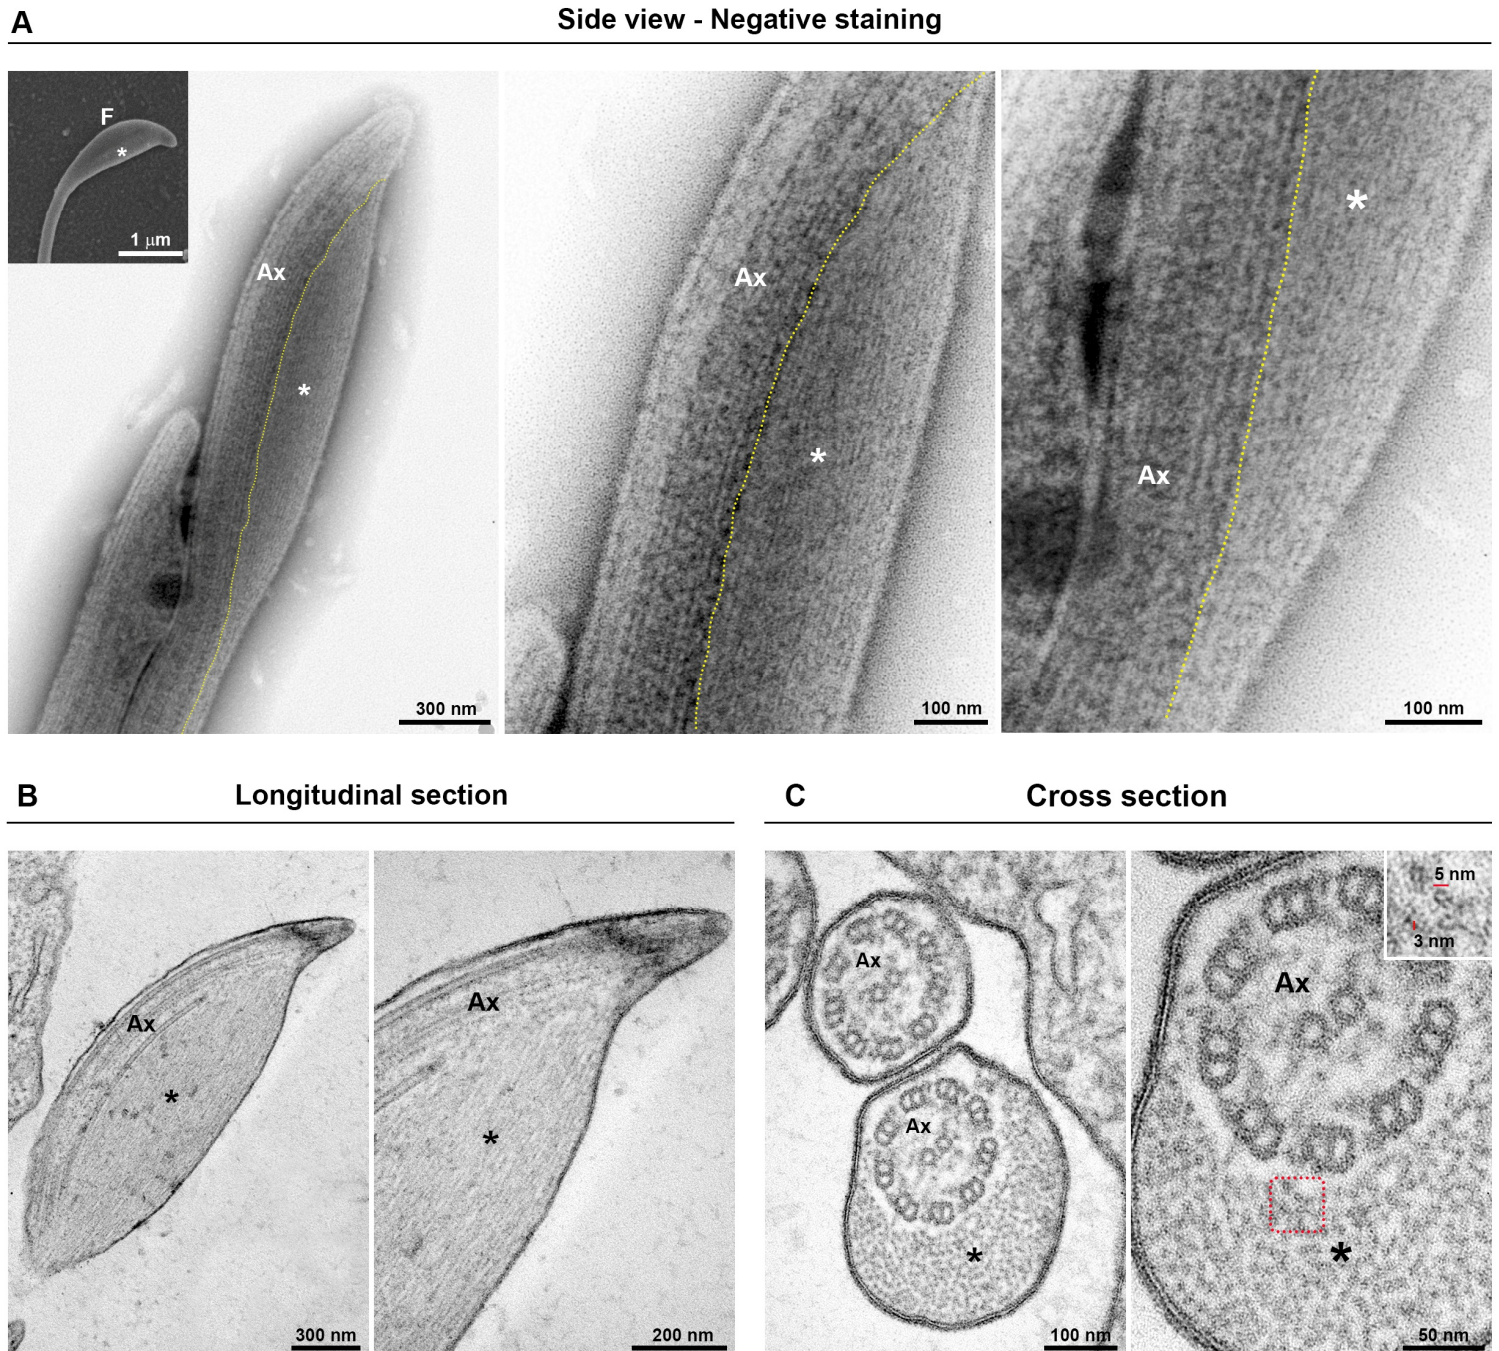 A
Side view - Negative staining
F
*
1 μm
Ax
*
300 nm
Ax
*
100 nm
*
Ax
100 nm
B
Longitudinal section
Ax
*
300 nm
Ax
*
200 nm
C
Cross section
Ax
Ax
*
100 nm
5 nm
3 nm
Ax
*
50 nm